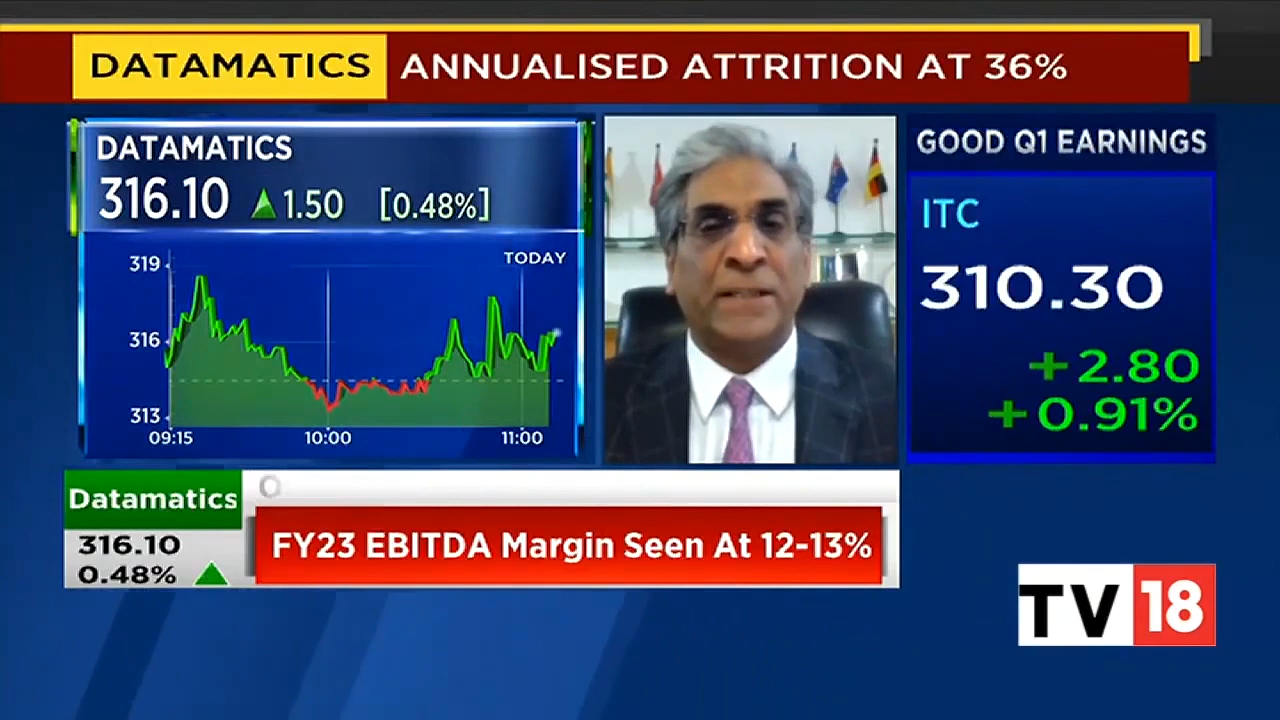 DATAMATICS ANNUALISED ATTRITION AT 36%
DATAMATICS
316.10 ▲ 1.50 [0.48%]
TODAY
319
316
313
09:15 10:00 11:00
GOOD Q1 EARNINGS
ITC
310.30
+2.80
+0.91%
Datamatics
316.10
0.48% ▲
FY23 EBITDA Margin Seen At 12-13%
TV18